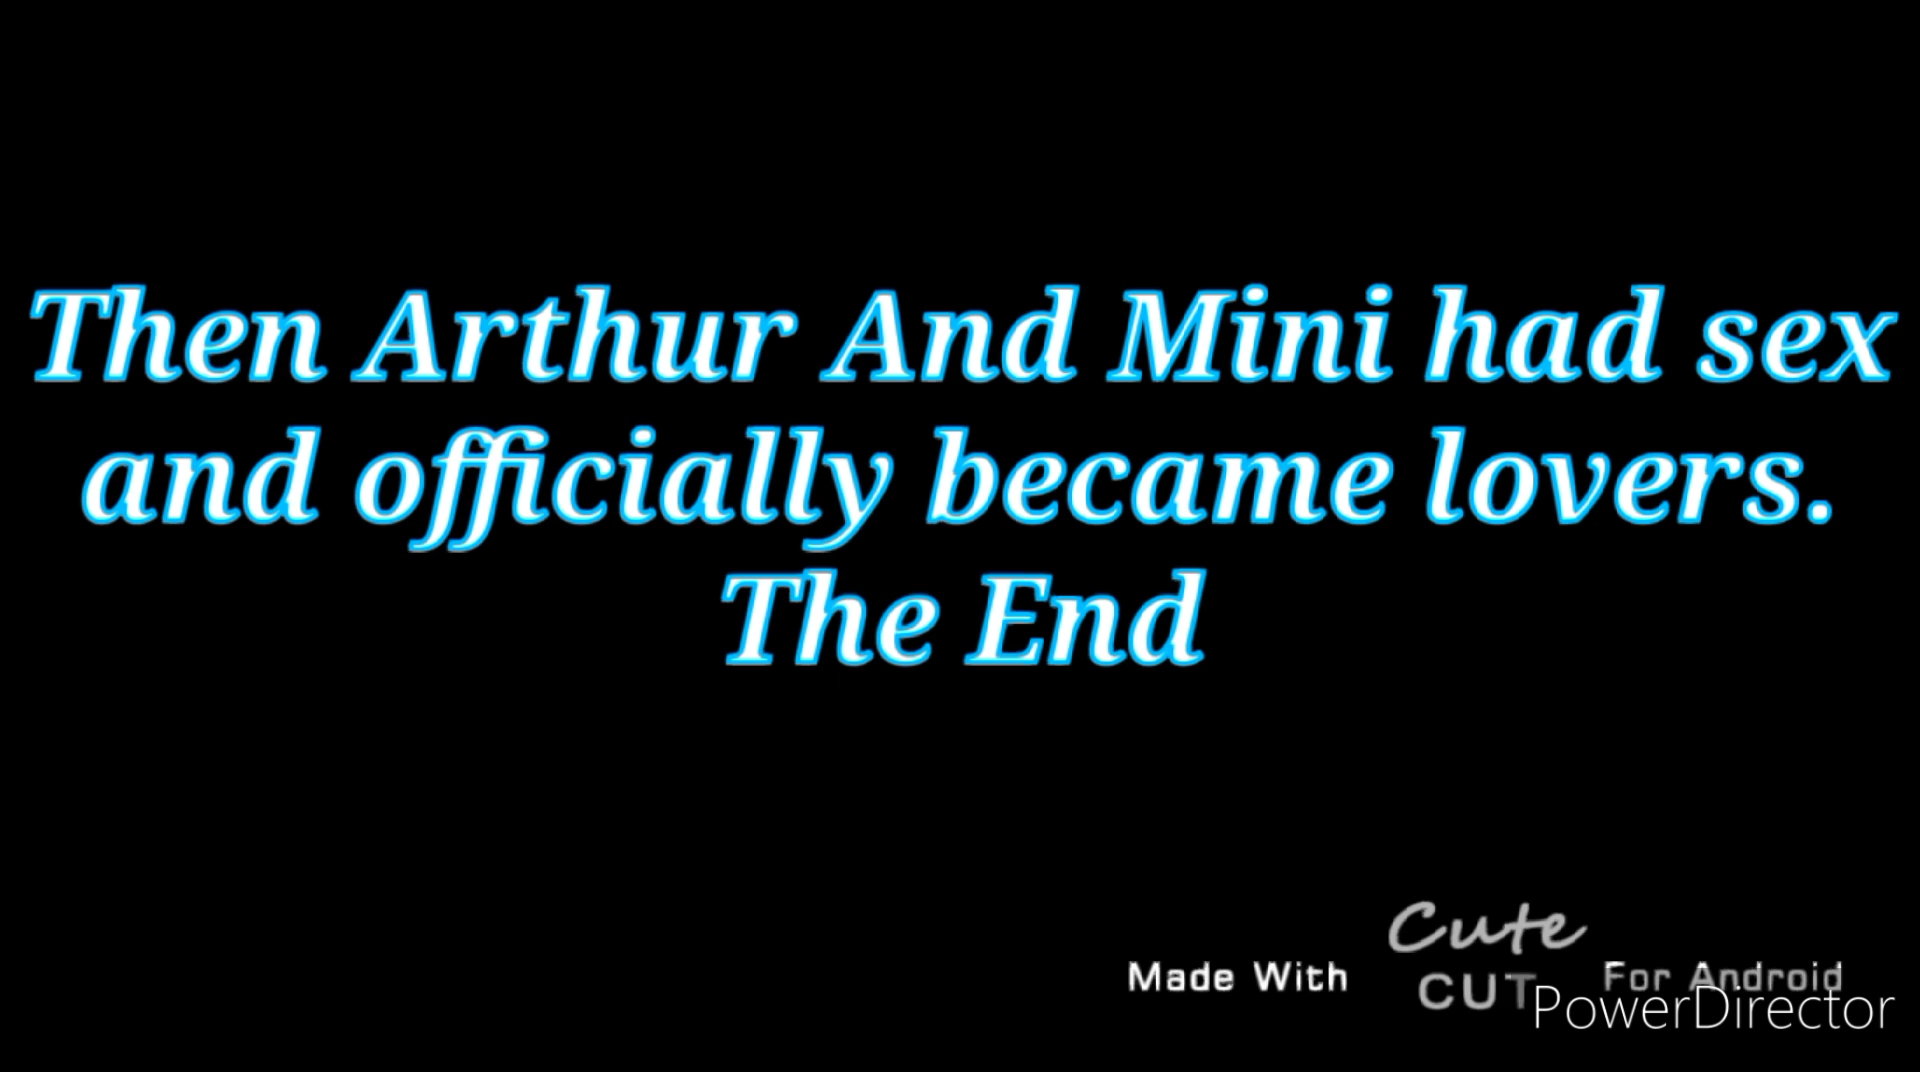 Then Arthur And Mini had sex
and officially became lovers.
The End
Cute
Made With CUT For Android
PowerDirector